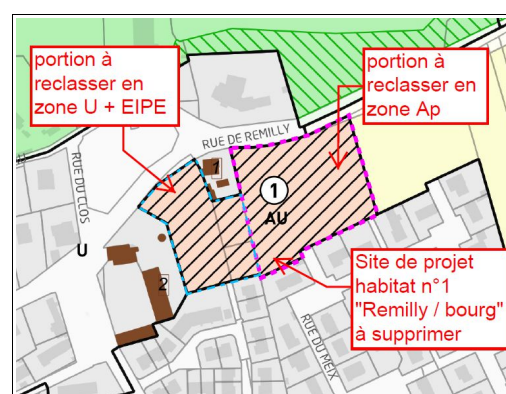 portion à
reclasser en
zone U + EIPE
portion à
reclasser en
zone Ap
RUE DE REMILLY
RUE DU CLOS
1
1
AU
U
2
Site de projet
habitat n°1
"Remilly / bourg"
à supprimer
RUE DU MEIX